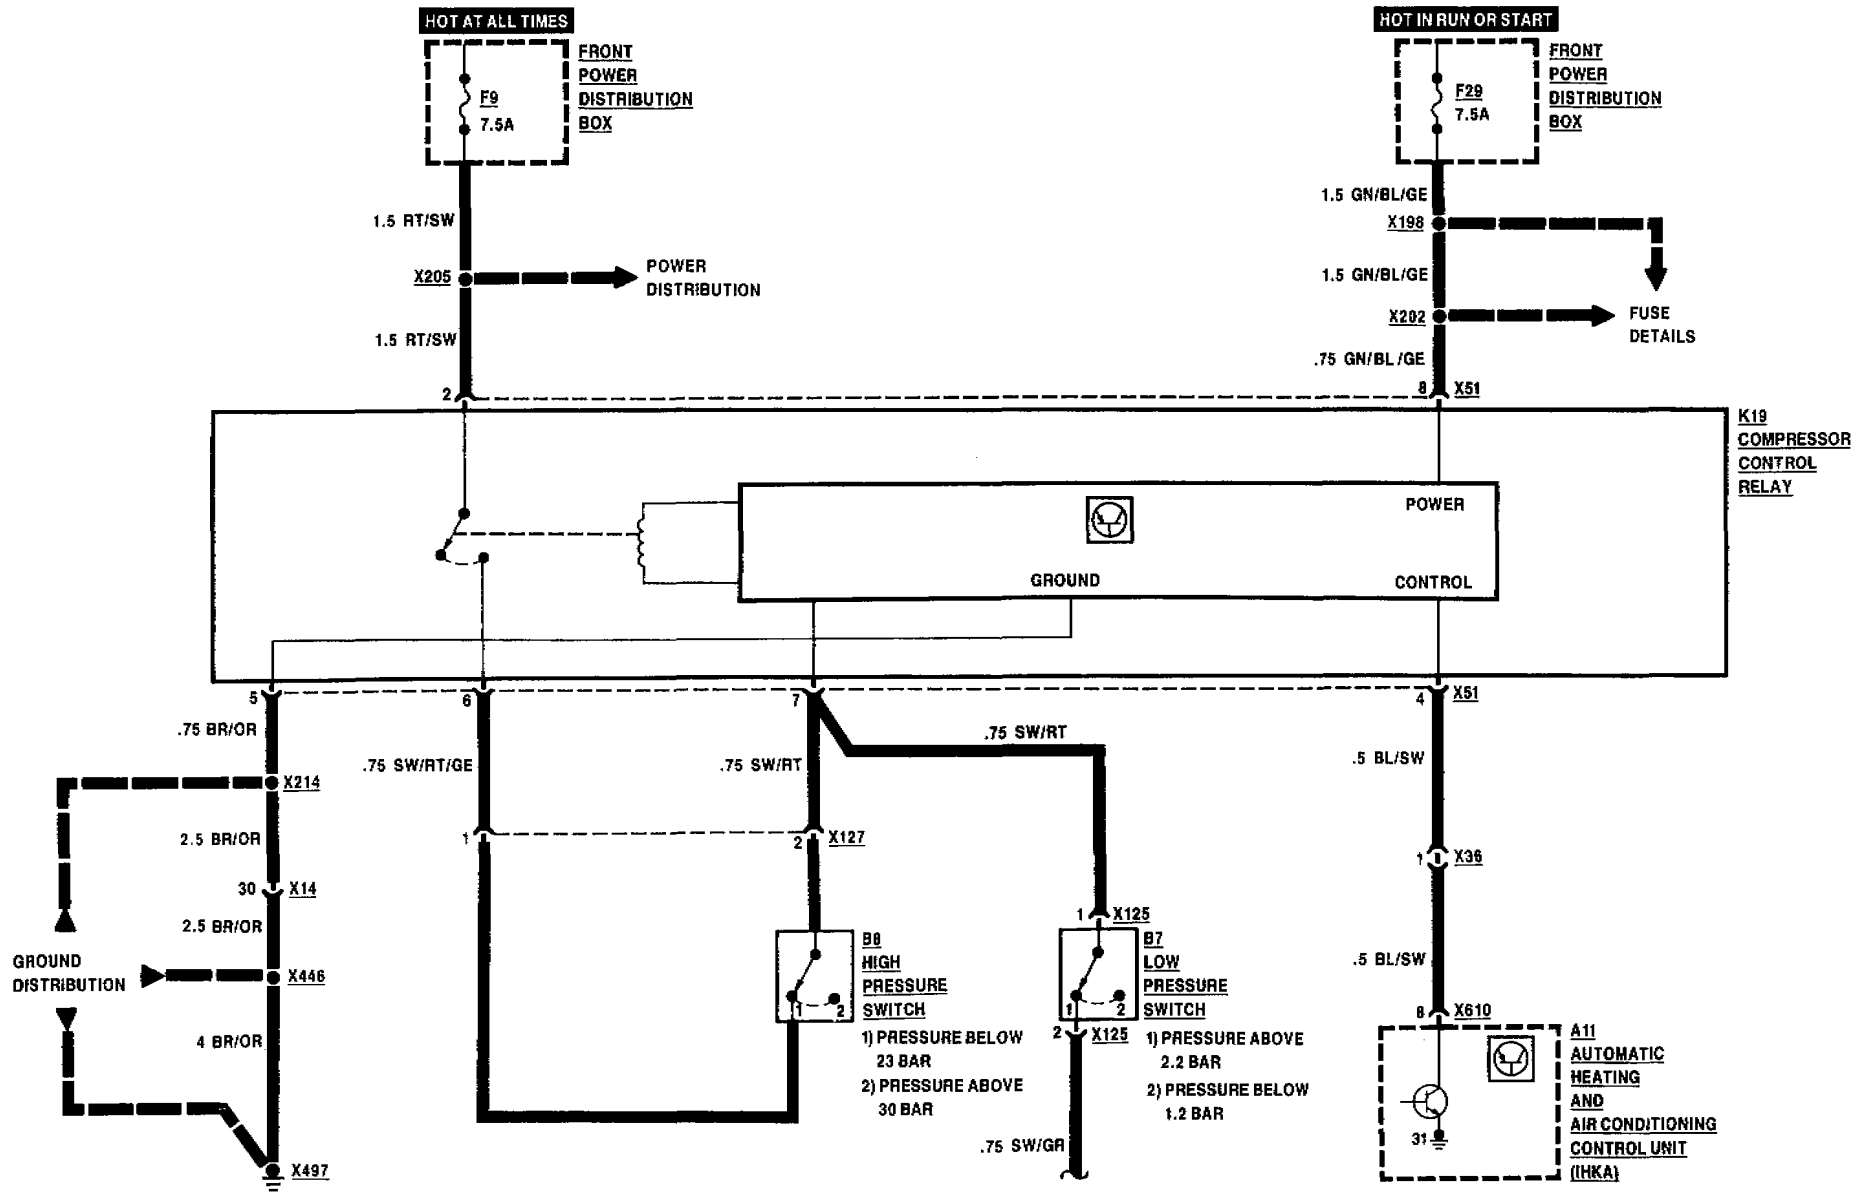 HOT AT ALL TIMES
FRONT
POWER
DISTRIBUTION
BOX
F9
7.5A
HOT IN RUN OR START
FRONT
POWER
DISTRIBUTION
BOX
F29
7.5A
1.5 RT/SW
X205
POWER
DISTRIBUTION
1.5 RT/SW
2
1.5 GN/BL/GE
X198
1.5 GN/BL/GE
X202
FUSE
DETAILS
.75 GN/BL/GE
8
X51
K19
COMPRESSOR
CONTROL
RELAY
POWER
GROUND
CONTROL
5
6
7
4
X51
.75 BR/OR
.75 SW/RT/GE
.75 SW/RT
.75 SW/RT
.5 BL/SW
X214
2.5 BR/OR
1
2
X127
1
X36
30
X14
2.5 BR/OR
GROUND
DISTRIBUTION
X446
4 BR/OR
X497
B8
HIGH
PRESSURE
SWITCH
1
2
1) PRESSURE BELOW
23 BAR
2) PRESSURE ABOVE
30 BAR
1
X125
B7
LOW
PRESSURE
SWITCH
1
2
2
X125
1) PRESSURE ABOVE
2.2 BAR
2) PRESSURE BELOW
1.2 BAR
.75 SW/GR
.5 BL/SW
8
X610
A11
AUTOMATIC
HEATING
AND
AIR CONDITIONING
CONTROL UNIT
(IHKA)
31